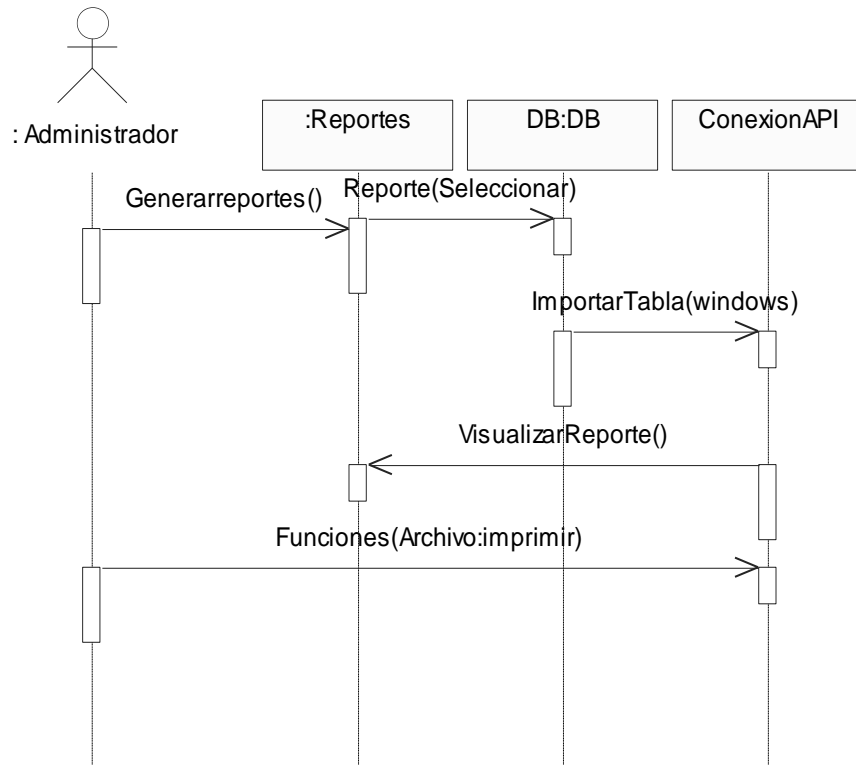 : Administrador
:Reportes
DB:DB
ConexionAPI
Generarreportes()
Reporte(Seleccionar)
ImportarTabla(windows)
VisualizarReporte()
Funciones(Archivo:imprimir)